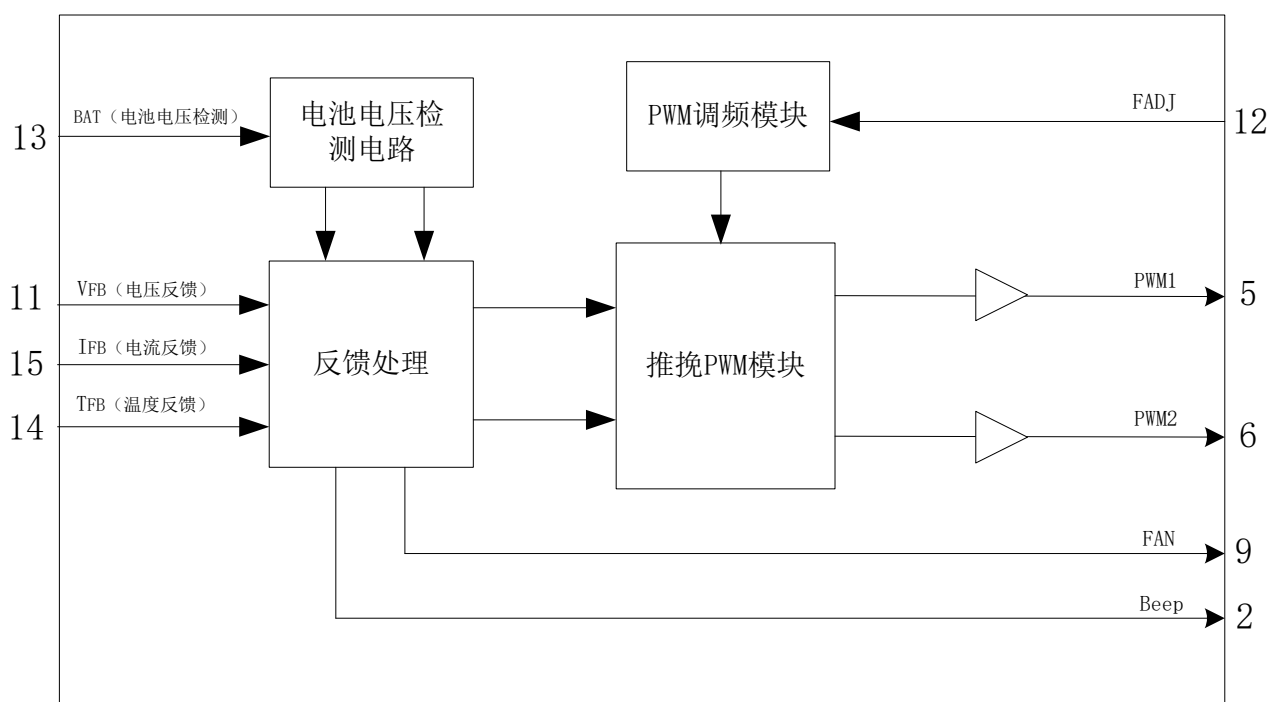 BAT（电池电压检测）
13
电池电压检
测电路
PWM调频模块
FADJ
12
VFB（电压反馈）
11
IFB（电流反馈）
15
TFB（温度反馈）
14
反馈处理
推挽PWM模块
PWM1
5
PWM2
6
FAN
9
Beep
2